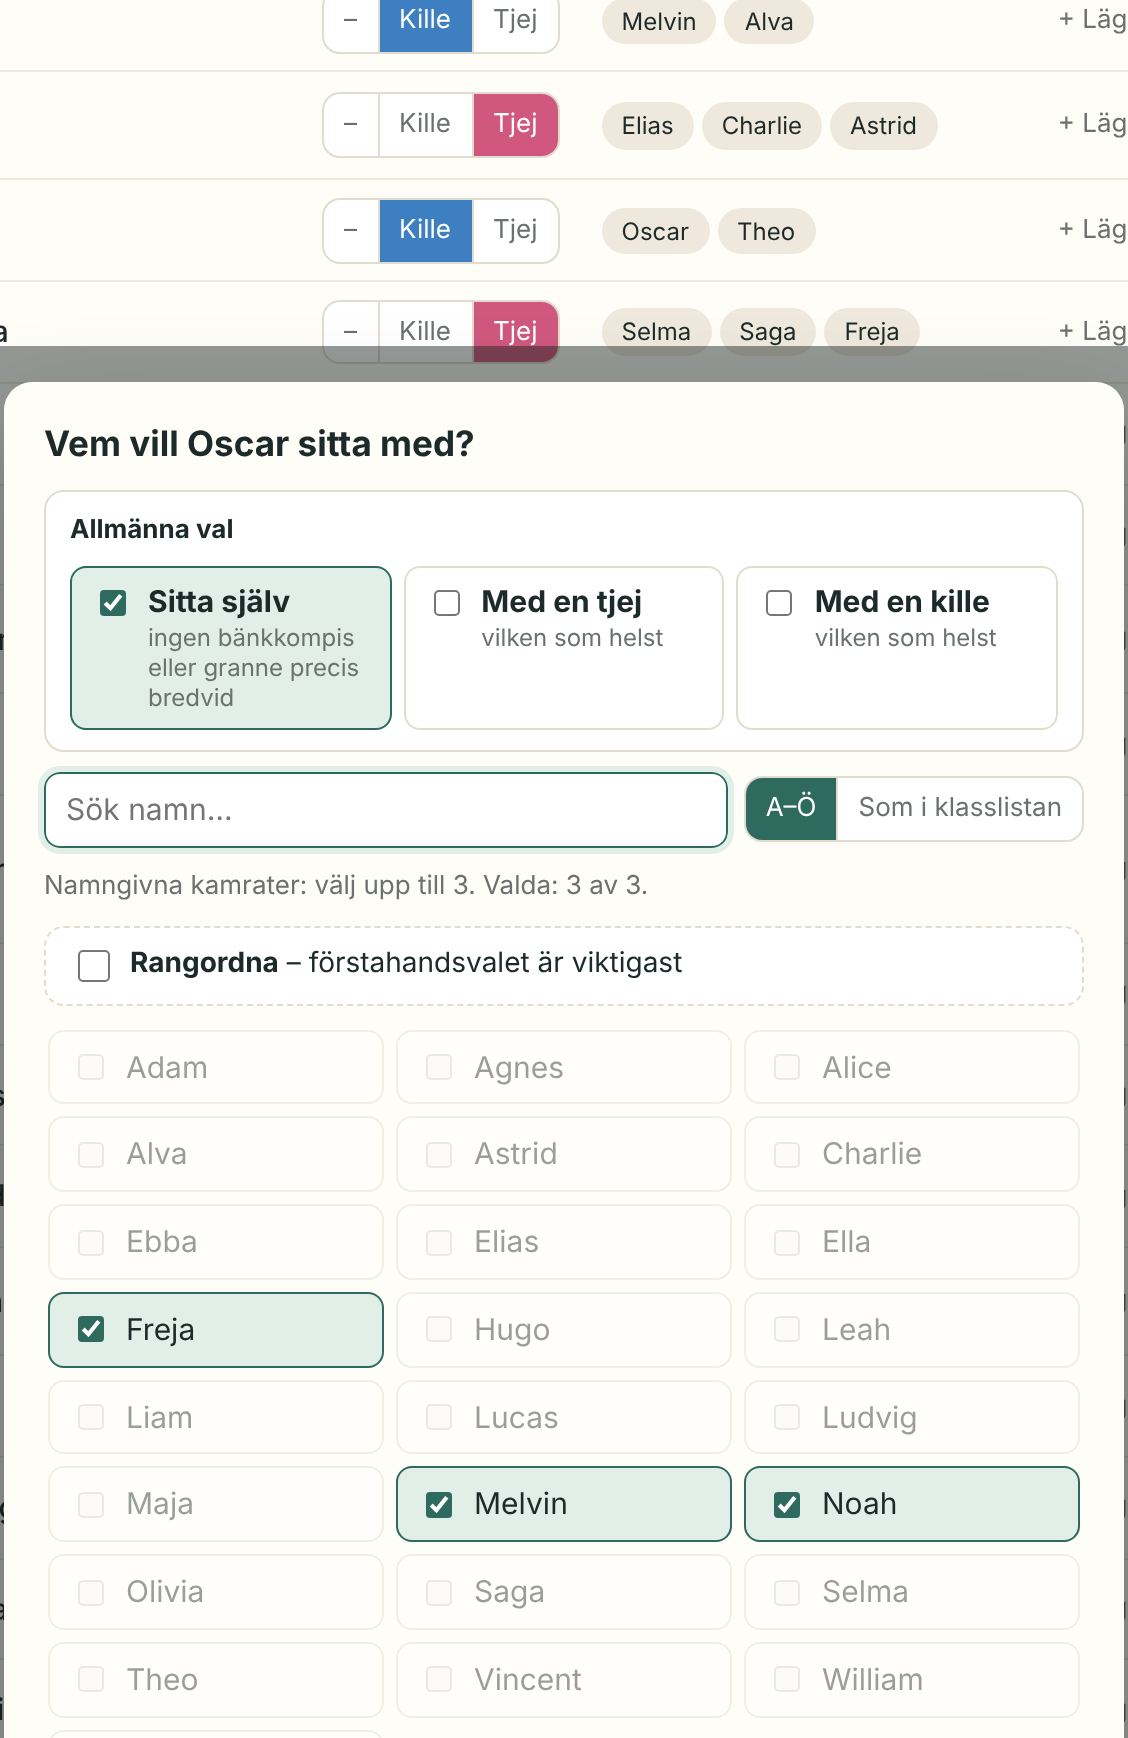 – Kille Tjej Melvin Alva + Läg
– Kille Tjej Elias Charlie Astrid + Läg
– Kille Tjej Oscar Theo + Läg
a – Kille Tjej Selma Saga Freja + Läg
Vem vill Oscar sitta med?
Allmänna val
Sitta själv
ingen bänkkompis
eller granne precis
bredvid
Med en tjej
vilken som helst
Med en kille
vilken som helst
Sök namn...
A–Ö Som i klasslistan
Namngivna kamrater: välj upp till 3. Valda: 3 av 3.
Rangordna – förstahandsvalet är viktigast
Adam Agnes Alice
Alva Astrid Charlie
Ebba Elias Ella
Freja Hugo Leah
Liam Lucas Ludvig
Maja Melvin Noah
Olivia Saga Selma
Theo Vincent William